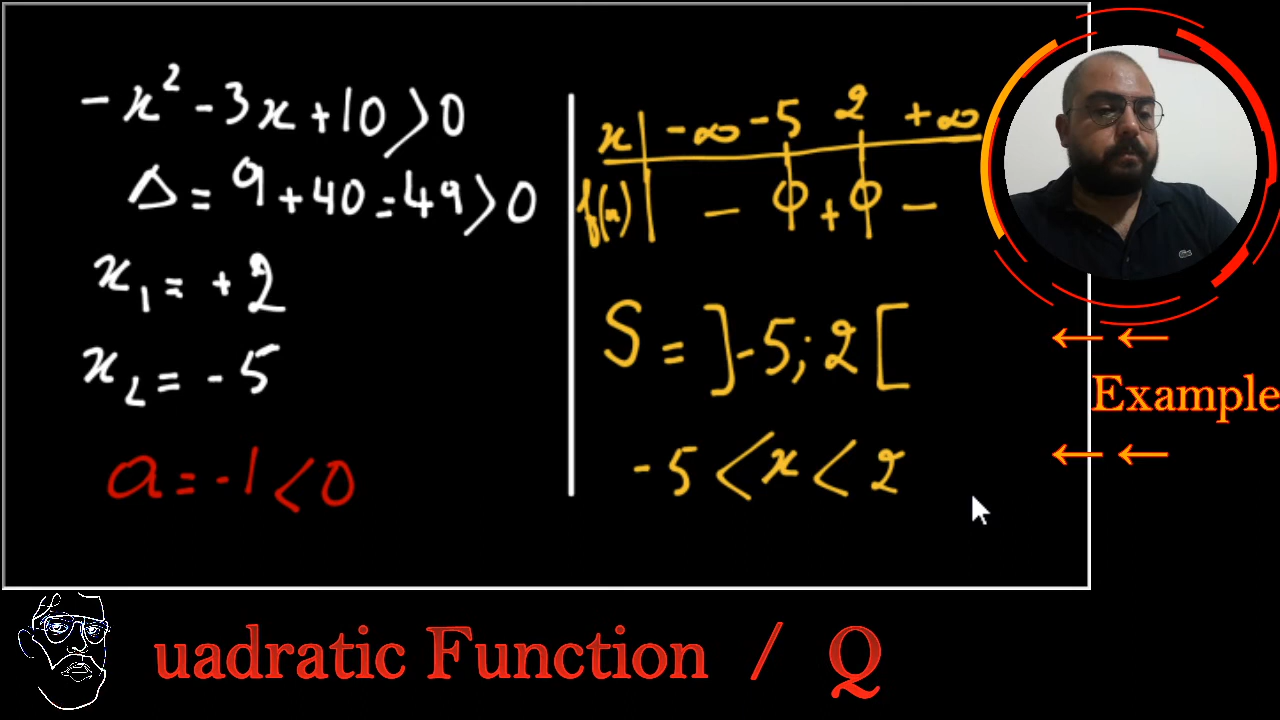 -x² - 3x + 10 > 0
Δ = 9 + 40 = 49 > 0
x₁ = +2
x₂ = -5
a = -1 < 0
x | -∞ -5 2 +∞
f(x) | - 0 + 0 -
S = ]-5; 2[
-5 < x < 2
← ←
Example
← ←
uadratic Function / Q